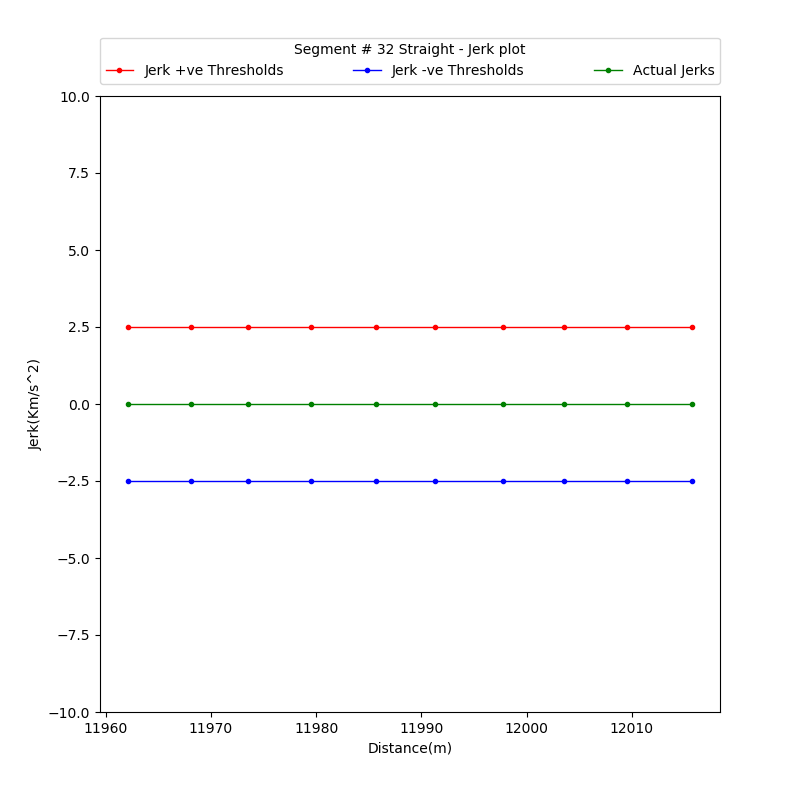 Segment # 32 Straight - Jerk plot
Jerk +ve Thresholds Jerk -ve Thresholds Actual Jerks
10.0
7.5
5.0
2.5
0.0
−2.5
−5.0
−7.5
−10.0
Jerk(Km/s^2)
11960 11970 11980 11990 12000 12010
Distance(m)